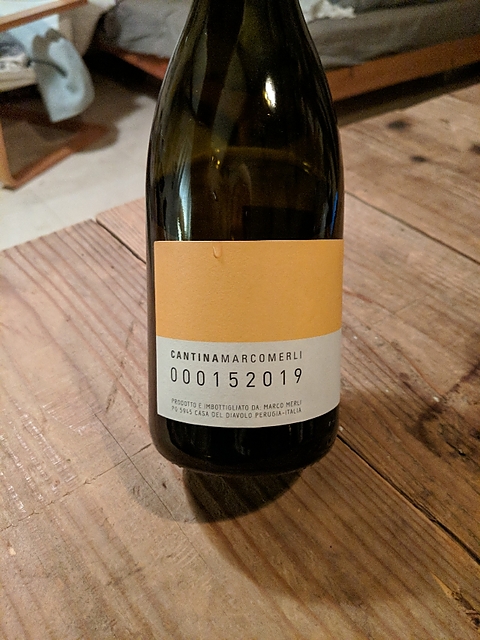 CANTINAMARCOMERLI
000152019
PRODOTTO E IMBOTTIGLIATO DA: MARCO MERLI
PG 5945 CASA DEL DIAVOLO PERUGIA-ITALIA